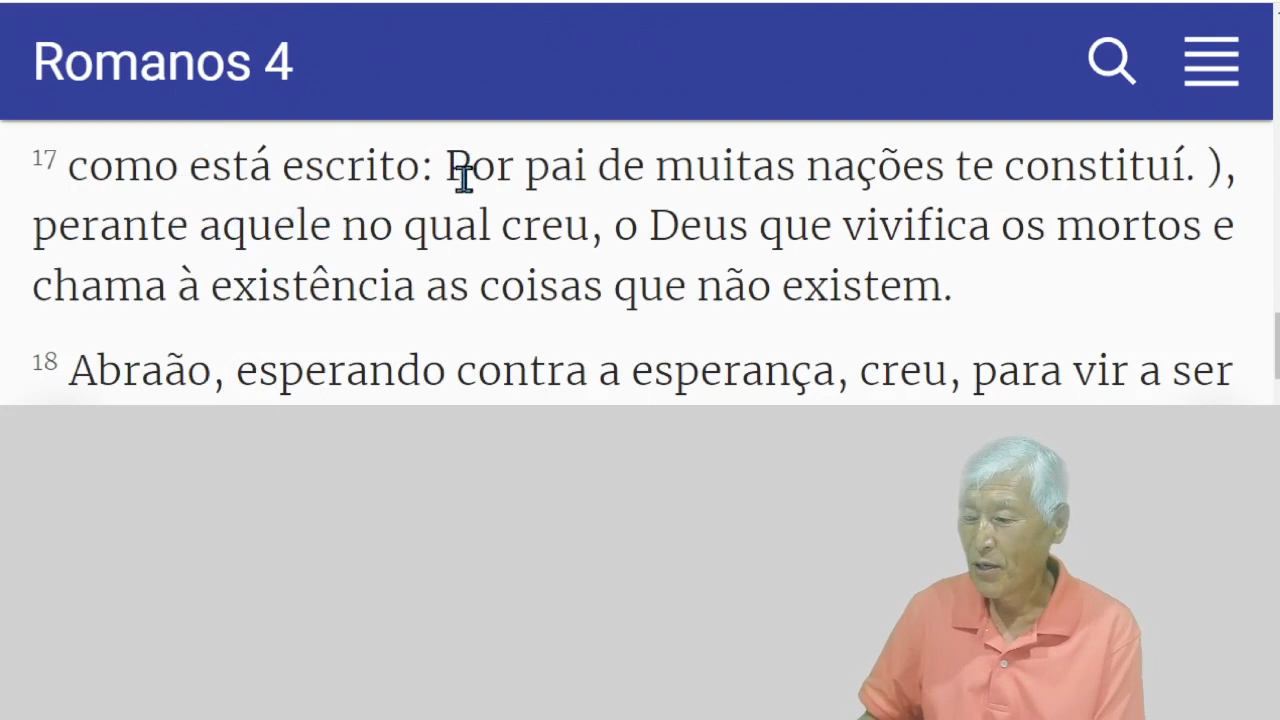 Romanos 4
17 como está escrito: Por pai de muitas nações te constituí. ),
perante aquele no qual creu, o Deus que vivifica os mortos e
chama à existência as coisas que não existem.
18 Abraão, esperando contra a esperança, creu, para vir a ser